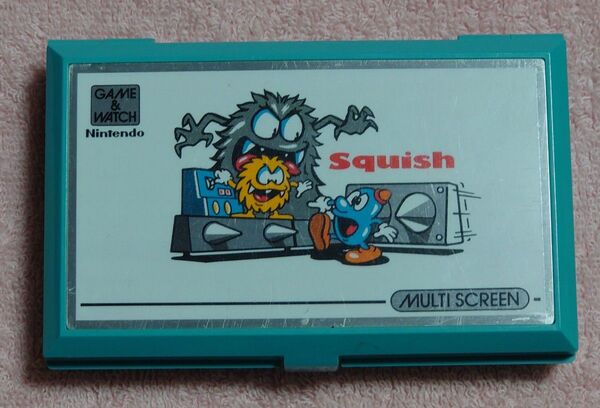 GAME
&
WATCH
Nintendo
Squish
MULTI SCREEN